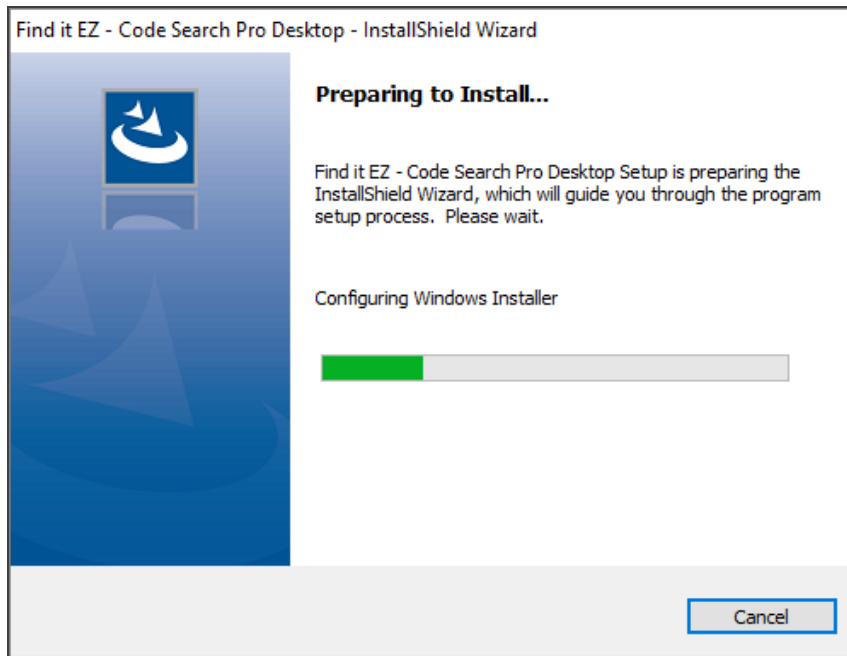 Find it EZ - Code Search Pro Desktop - InstallShield Wizard
Preparing to Install...
Find it EZ - Code Search Pro Desktop Setup is preparing the
InstallShield Wizard, which will guide you through the program
setup process. Please wait.
Configuring Windows Installer
Cancel